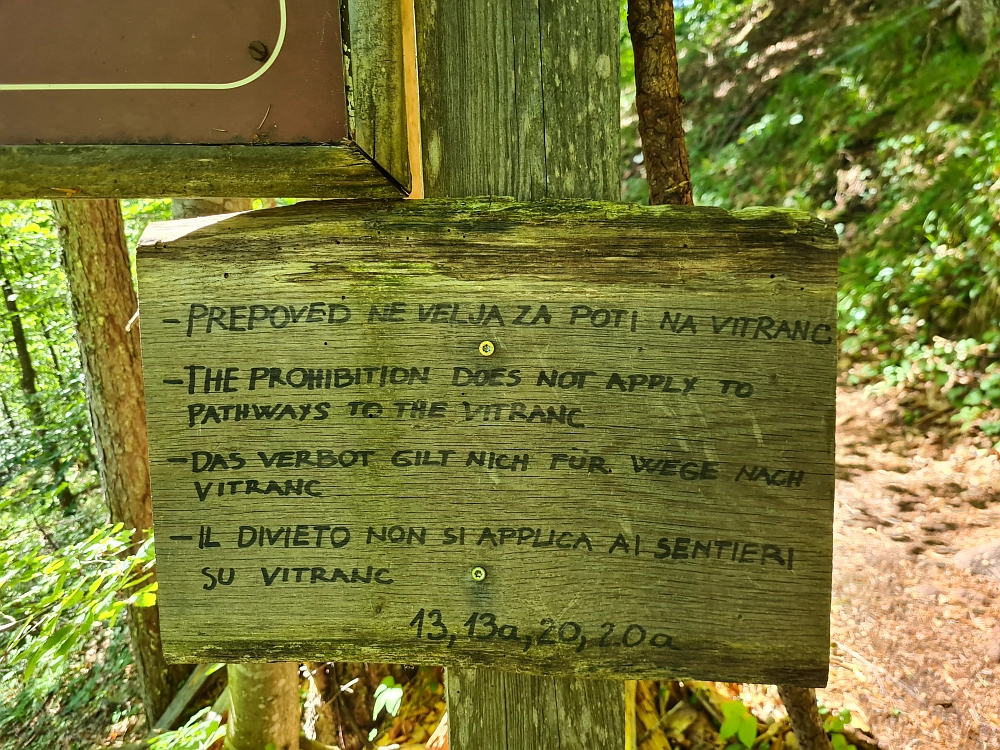 - PREPOVED NE VELJA ZA POTI NA VITRANC
- THE PROHIBITION DOES NOT APPLY TO
PATHWAYS TO THE VITRANC
- DAS VERBOT GILT NICH FÜR WEGE NACH
VITRANC
- IL DIVIETO NON SI APPLICA AI SENTIERI
SU VITRANC
13, 13a, 20, 20a